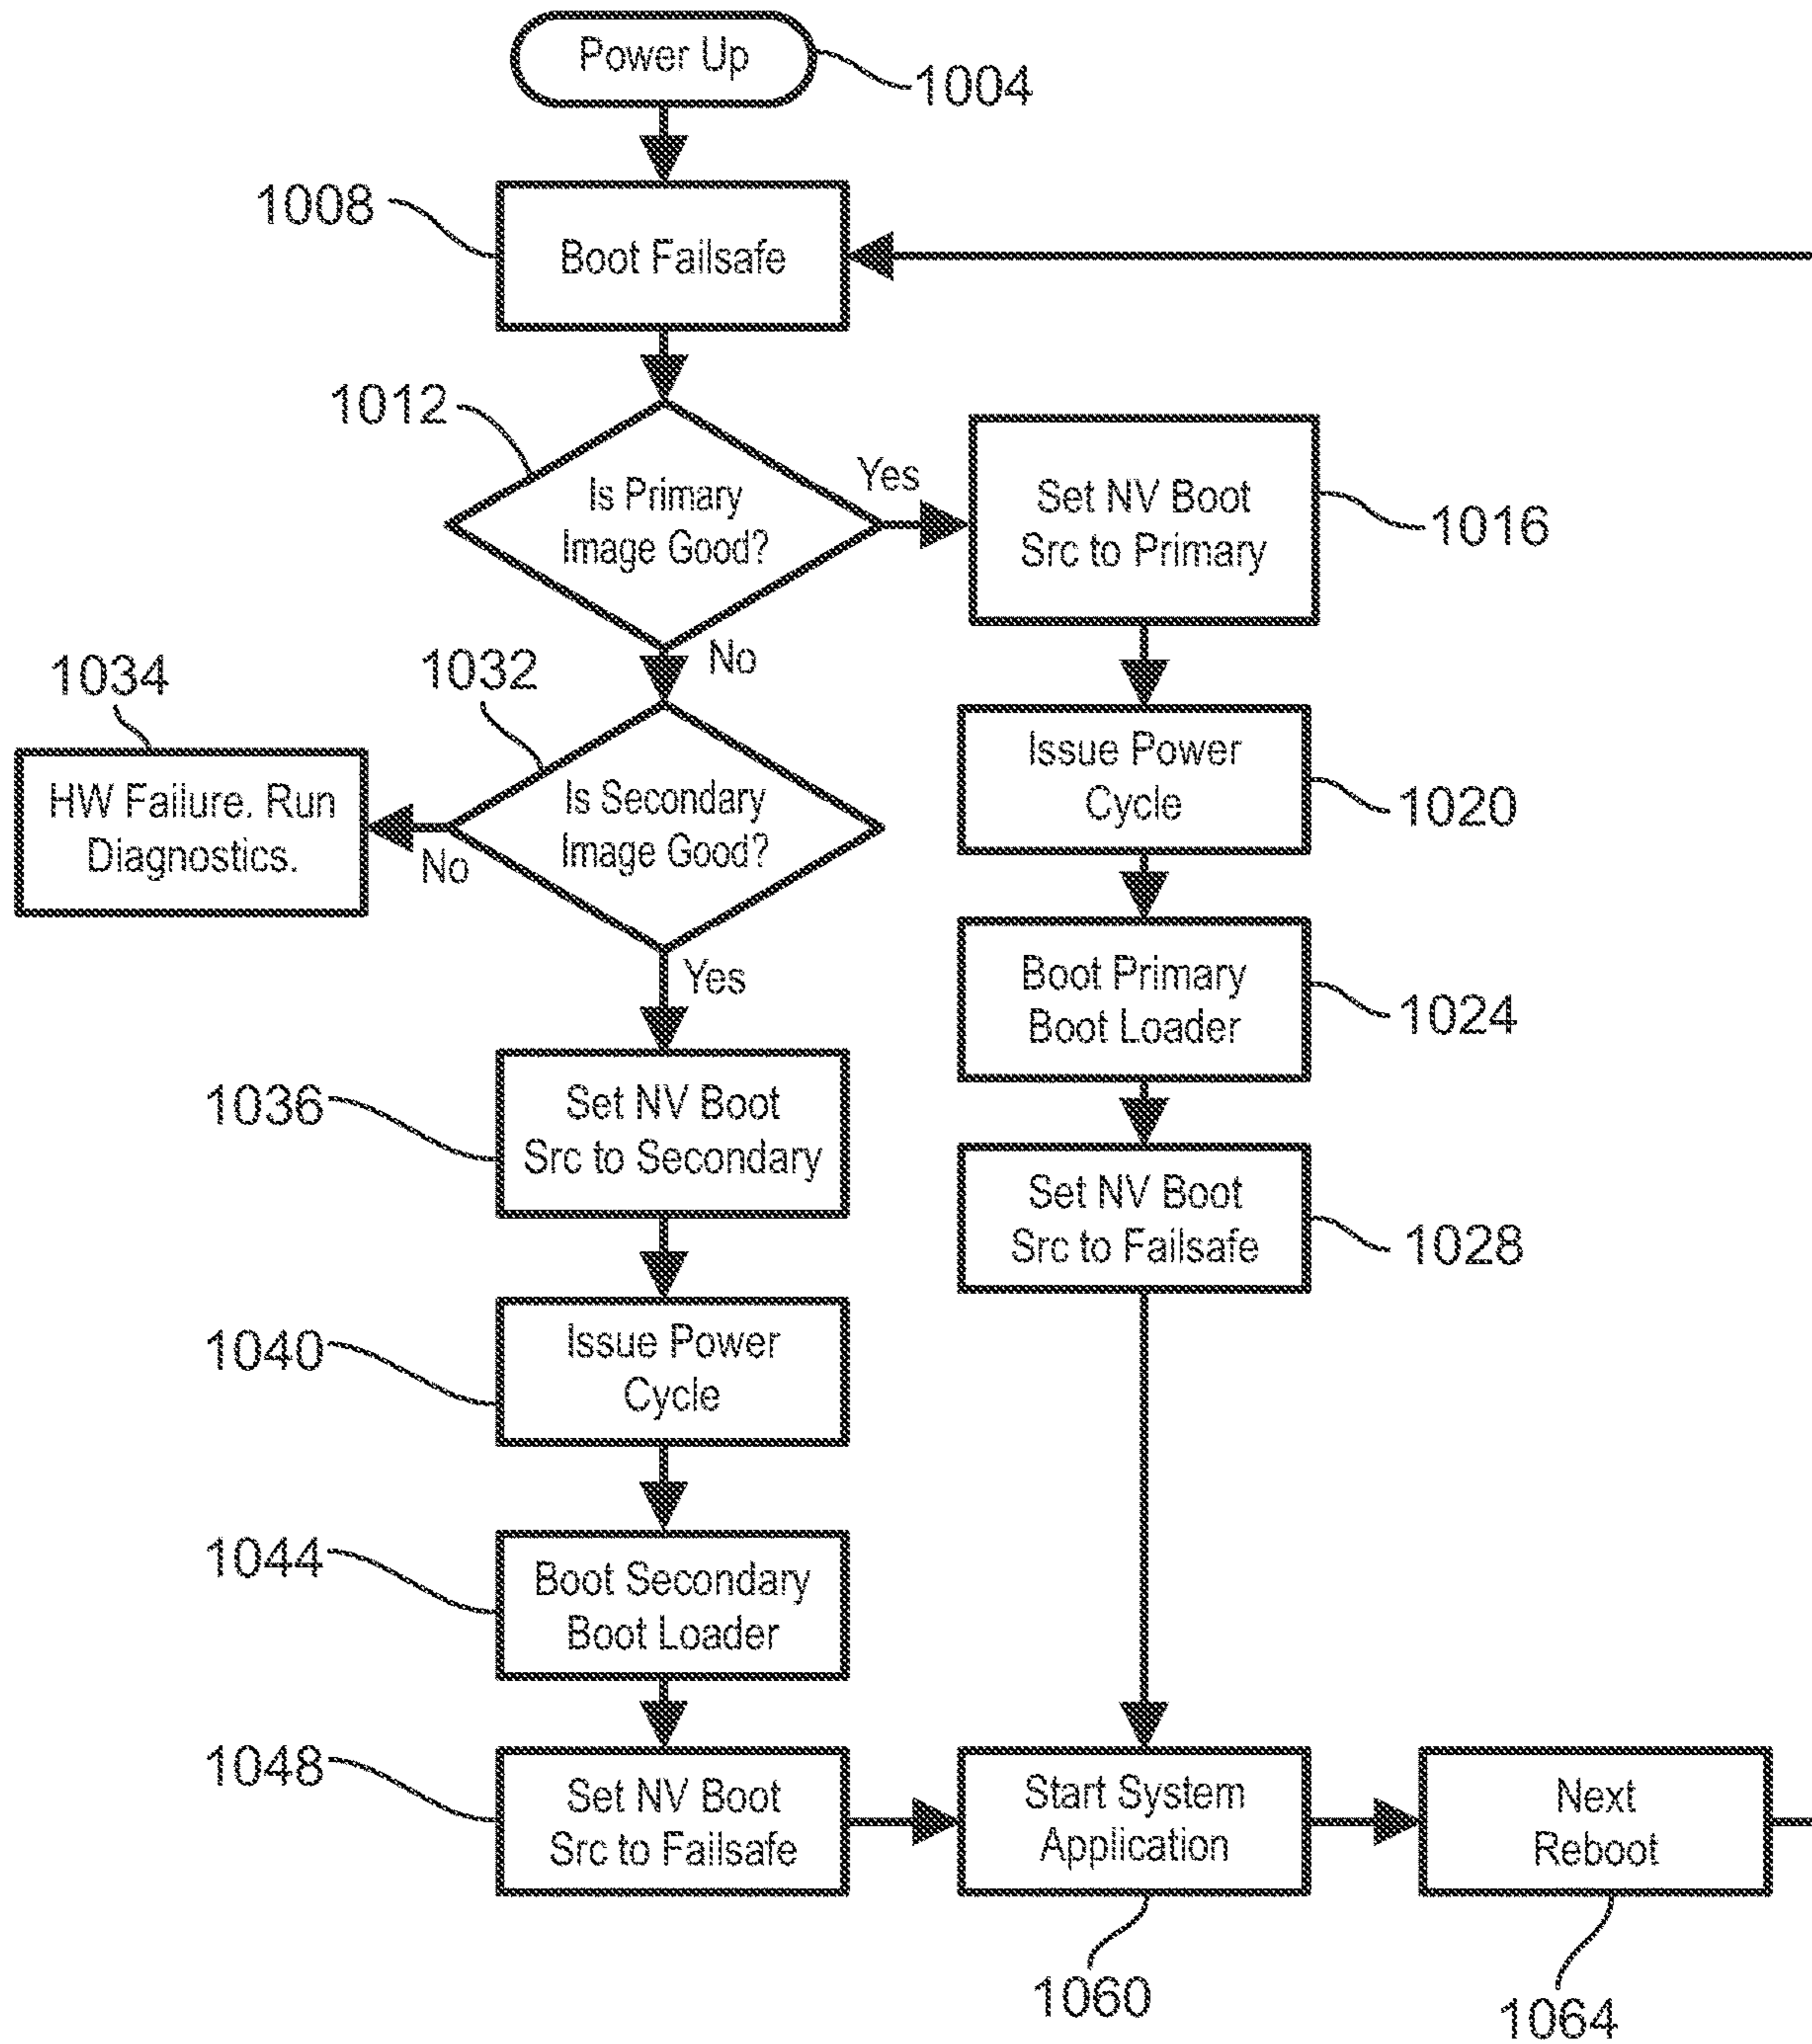 Power Up
1004
1008
Boot Failsafe
1012
Is Primary
Image Good?
Yes
Set NV Boot
Src to Primary
1016
No
1034
1032
HW Failure. Run
Diagnostics.
No
Is Secondary
Image Good?
Issue Power
Cycle
1020
Yes
Boot Primary
Boot Loader
1024
1036
Set NV Boot
Src to Secondary
Set NV Boot
Src to Failsafe
1028
1040
Issue Power
Cycle
1044
Boot Secondary
Boot Loader
1048
Set NV Boot
Src to Failsafe
Start System
Application
Next
Reboot
1060
1064